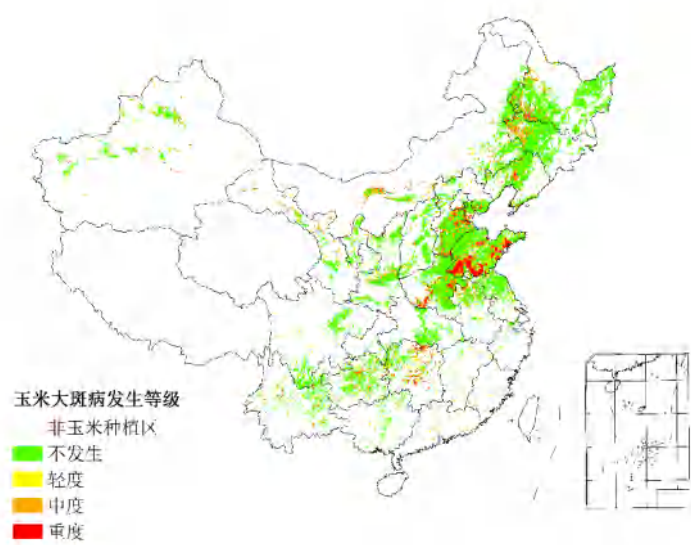 玉米大斑病发生等级
非玉米种植区
不发生
轻度
中度
重度